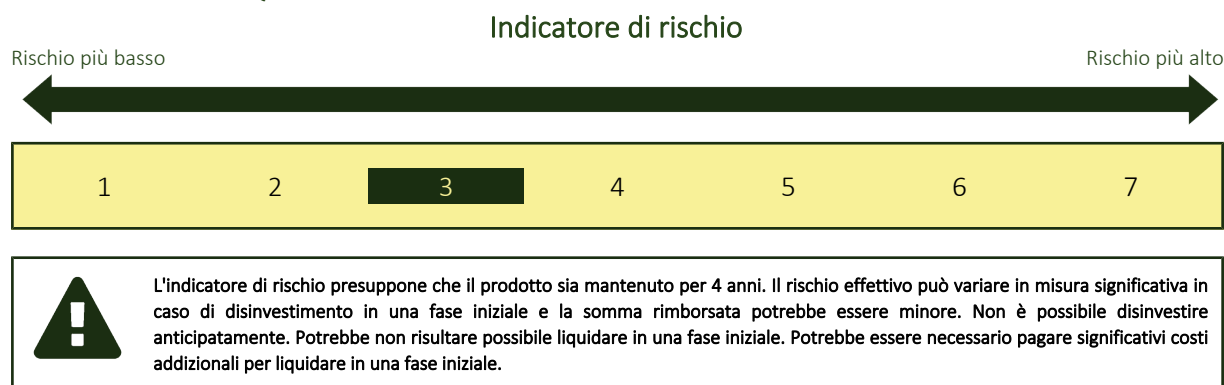 Indicatore di rischio
Rischio più basso
Rischio più alto
1 2 3 4 5 6 7
L'indicatore di rischio presuppone che il prodotto sia mantenuto per 4 anni. Il rischio effettivo può variare in misura significativa in
caso di disinvestimento in una fase iniziale e la somma rimborsata potrebbe essere minore. Non è possibile disinvestire
anticipatamente. Potrebbe non risultare possibile liquidare in una fase iniziale. Potrebbe essere necessario pagare significativi costi
addizionali per liquidare in una fase iniziale.